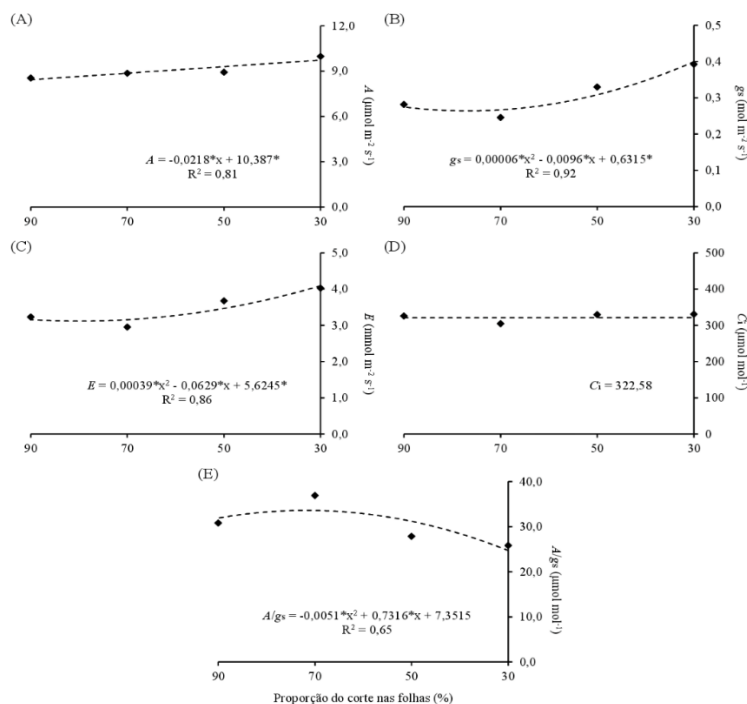 (A)
12,0
9,0
6,0
3,0
0,0
A (µmol m-2 s-1)
A = -0,0218*x + 10,387*
R2 = 0,81
90 70 50 30
(B)
0,5
0,4
0,3
0,2
0,1
0,0
gs (mol m-2 s-1)
gs = 0,00006*x2 - 0,0096*x + 0,6315*
R2 = 0,92
90 70 50 30
(C)
5,0
4,0
3,0
2,0
1,0
0,0
E (mmol m-2 s-1)
E = 0,00039*x2 - 0,0629*x + 5,6245*
R2 = 0,86
90 70 50 30
(D)
500
400
300
200
100
0
Ci (µmol mol-1)
Ci = 322,58
90 70 50 30
(E)
40,0
30,0
20,0
10,0
0,0
A/gs (µmol mol-1)
A/gs = -0,0051*x2 + 0,7316*x + 7,3515
R2 = 0,65
90 70 50 30
Proporção do corte nas folhas (%)